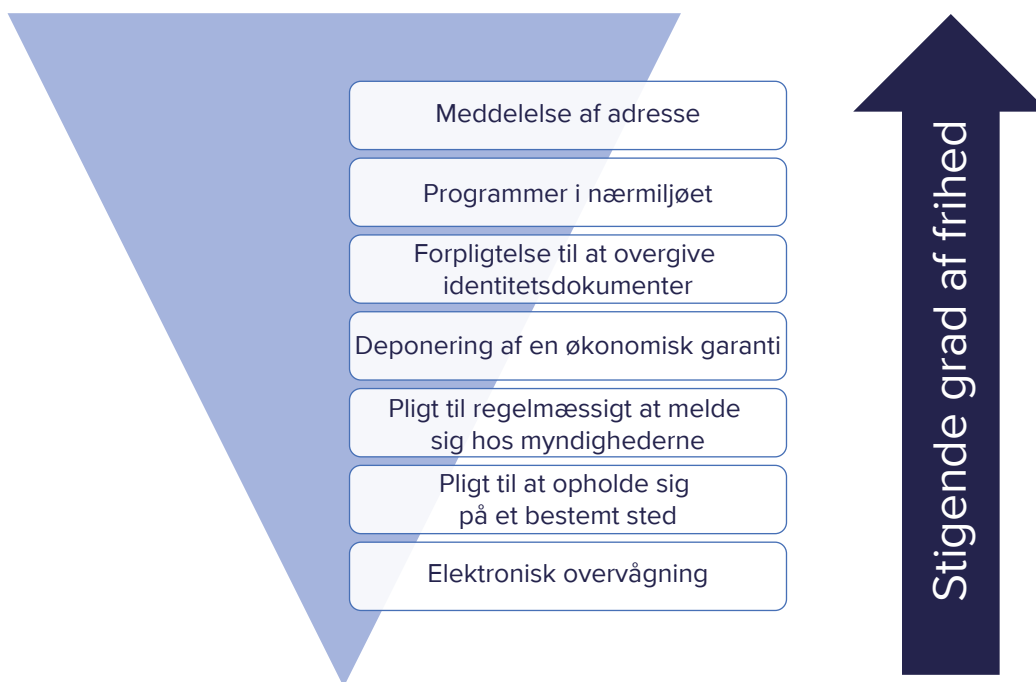 Meddelelse af adresse
Programmer i nærmiljøet
Forpligtelse til at overgive
identitetsdokumenter
Deponering af en økonomisk garanti
Pligt til regelmæssigt at melde
sig hos myndighederne
Pligt til at opholde sig
på et bestemt sted
Elektronisk overvågning
Stigende grad af frihed